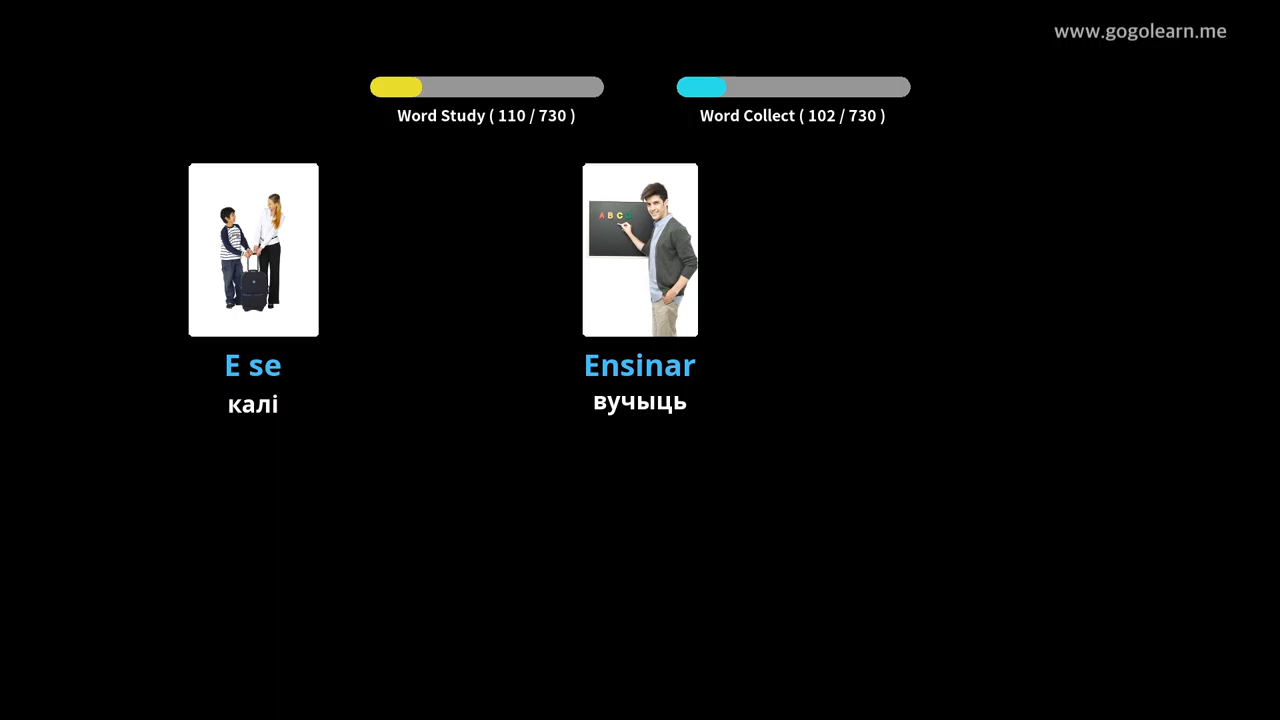 www.gogolearn.me
Word Study ( 110 / 730 )
Word Collect ( 102 / 730 )
A B C
E se
калі
Ensinar
вучыць